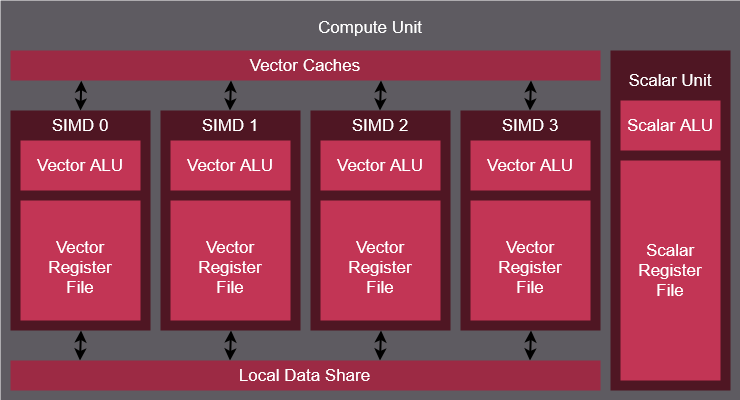 Compute Unit
Vector Caches
Scalar Unit
Scalar ALU
Scalar
Register
File
SIMD 0
Vector ALU
Vector
Register
File
SIMD 1
Vector ALU
Vector
Register
File
SIMD 2
Vector ALU
Vector
Register
File
SIMD 3
Vector ALU
Vector
Register
File
Local Data Share